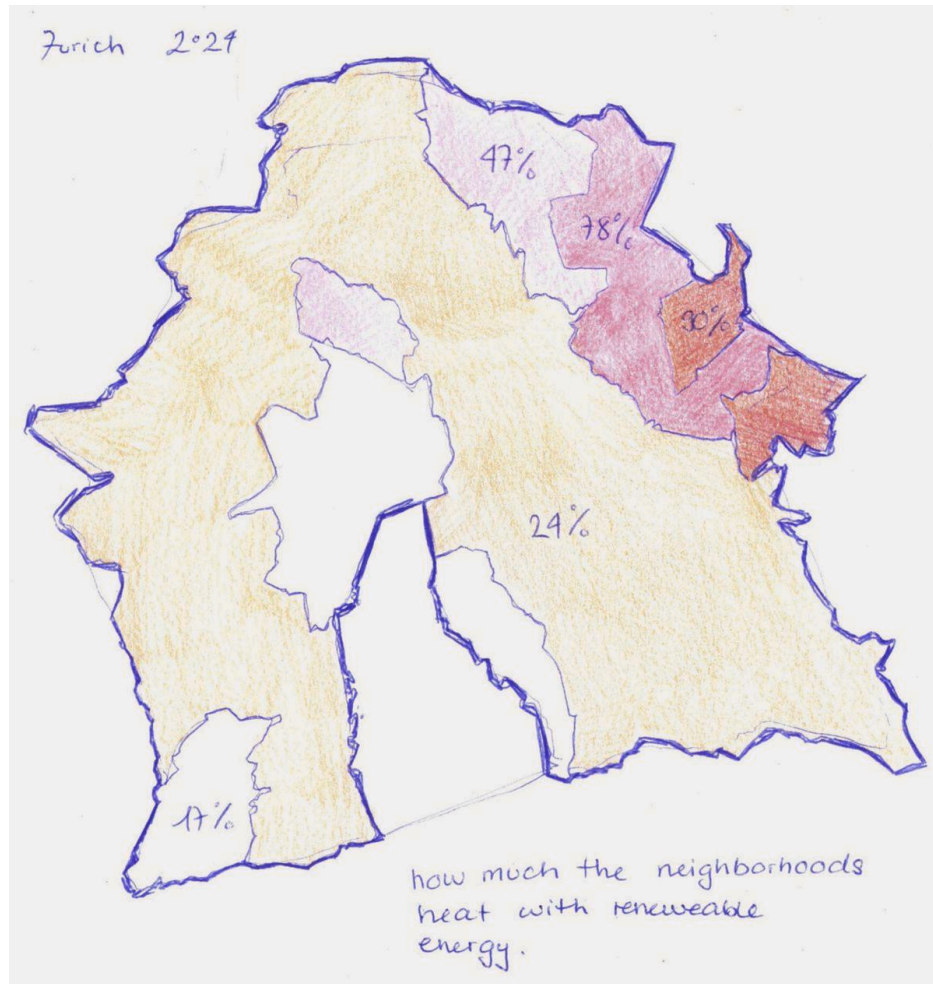 Zurich 2024
47%
78%
90%
24%
17%
how much the neighborhoods
heat with reneweable
energy.